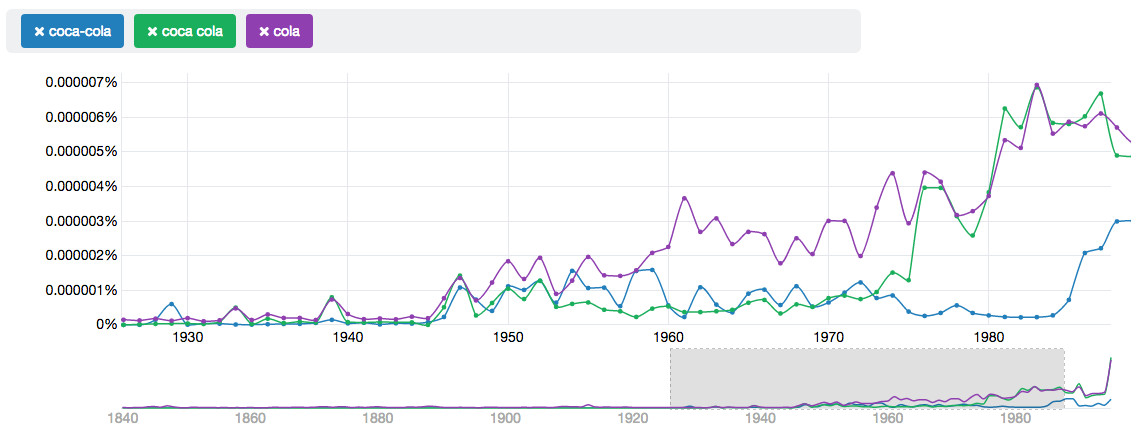 ✖ coca-cola ✖ coca cola ✖ cola
0.000007%
0.000006%
0.000005%
0.000004%
0.000003%
0.000002%
0.000001%
0%
1930 1940 1950 1960 1970 1980
1840 1860 1880 1900 1920 1940 1960 1980